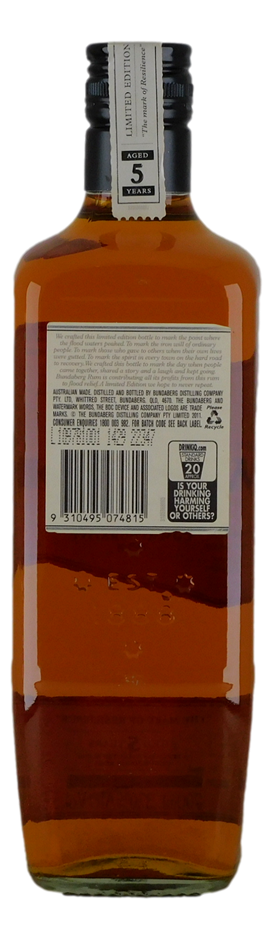 LIMITED EDITION
"The mark of Resilience"
AGED
5
YEARS
We crafted this limited edition bottle to mark the point where
the flood waters peaked. To mark the iron will of ordinary
people. To mark those who gave to others when their own lives
were gutted. To mark the spirit in every town on the hard road
to recovery. We crafted this bottle to mark the day when people
came together, shared a story and a laugh and kept going.
Bundaberg Rum is contributing all its profits from this rum
to flood relief. A limited Edition we hope to never repeat.
AUSTRALIAN MADE. DISTILLED AND BOTTLED BY BUNDABERG DISTILLING COMPANY
PTY. LTD, WHITTRED STREET, BUNDABERG, QLD, 4670. THE BUNDABERG AND
WATERMARK WORDS, THE BDC DEVICE AND ASSOCIATED LOGOS ARE TRADE
MARKS. © THE BUNDABERG DISTILLING COMPANY PTY LIMITED 2011.
CONSUMER ENQUIRIES 1800 003 902. FOR BATCH CODE SEE BACK LABEL
Please
Recycle
9 310495 074815
DRINKiQ.com
STANDARD
DRINKS
20
APPROX
IS YOUR
DRINKING
HARMING
YOURSELF
OR OTHERS?